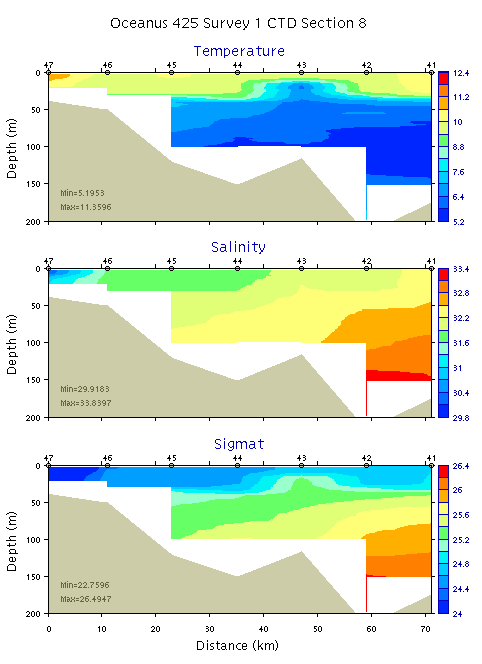 Oceanus 425 Survey 1 CTD Section 8
Temperature
47 46 45 44 43 42 41
0
50
100
150
200
Depth (m)
Min=5.1953
Max=11.3596
12.4
11.2
10
8.8
7.6
6.4
5.2
Salinity
47 46 45 44 43 42 41
0
50
100
150
200
Depth (m)
Min=29.9183
Max=33.8397
33.4
32.8
32.2
31.6
31
30.4
29.8
Sigmat
47 46 45 44 43 42 41
0
50
100
150
200
Depth (m)
Min=22.7596
Max=26.4947
26.4
26
25.6
25.2
24.8
24.4
24
0 10 20 30 40 50 60 70
Distance (km)